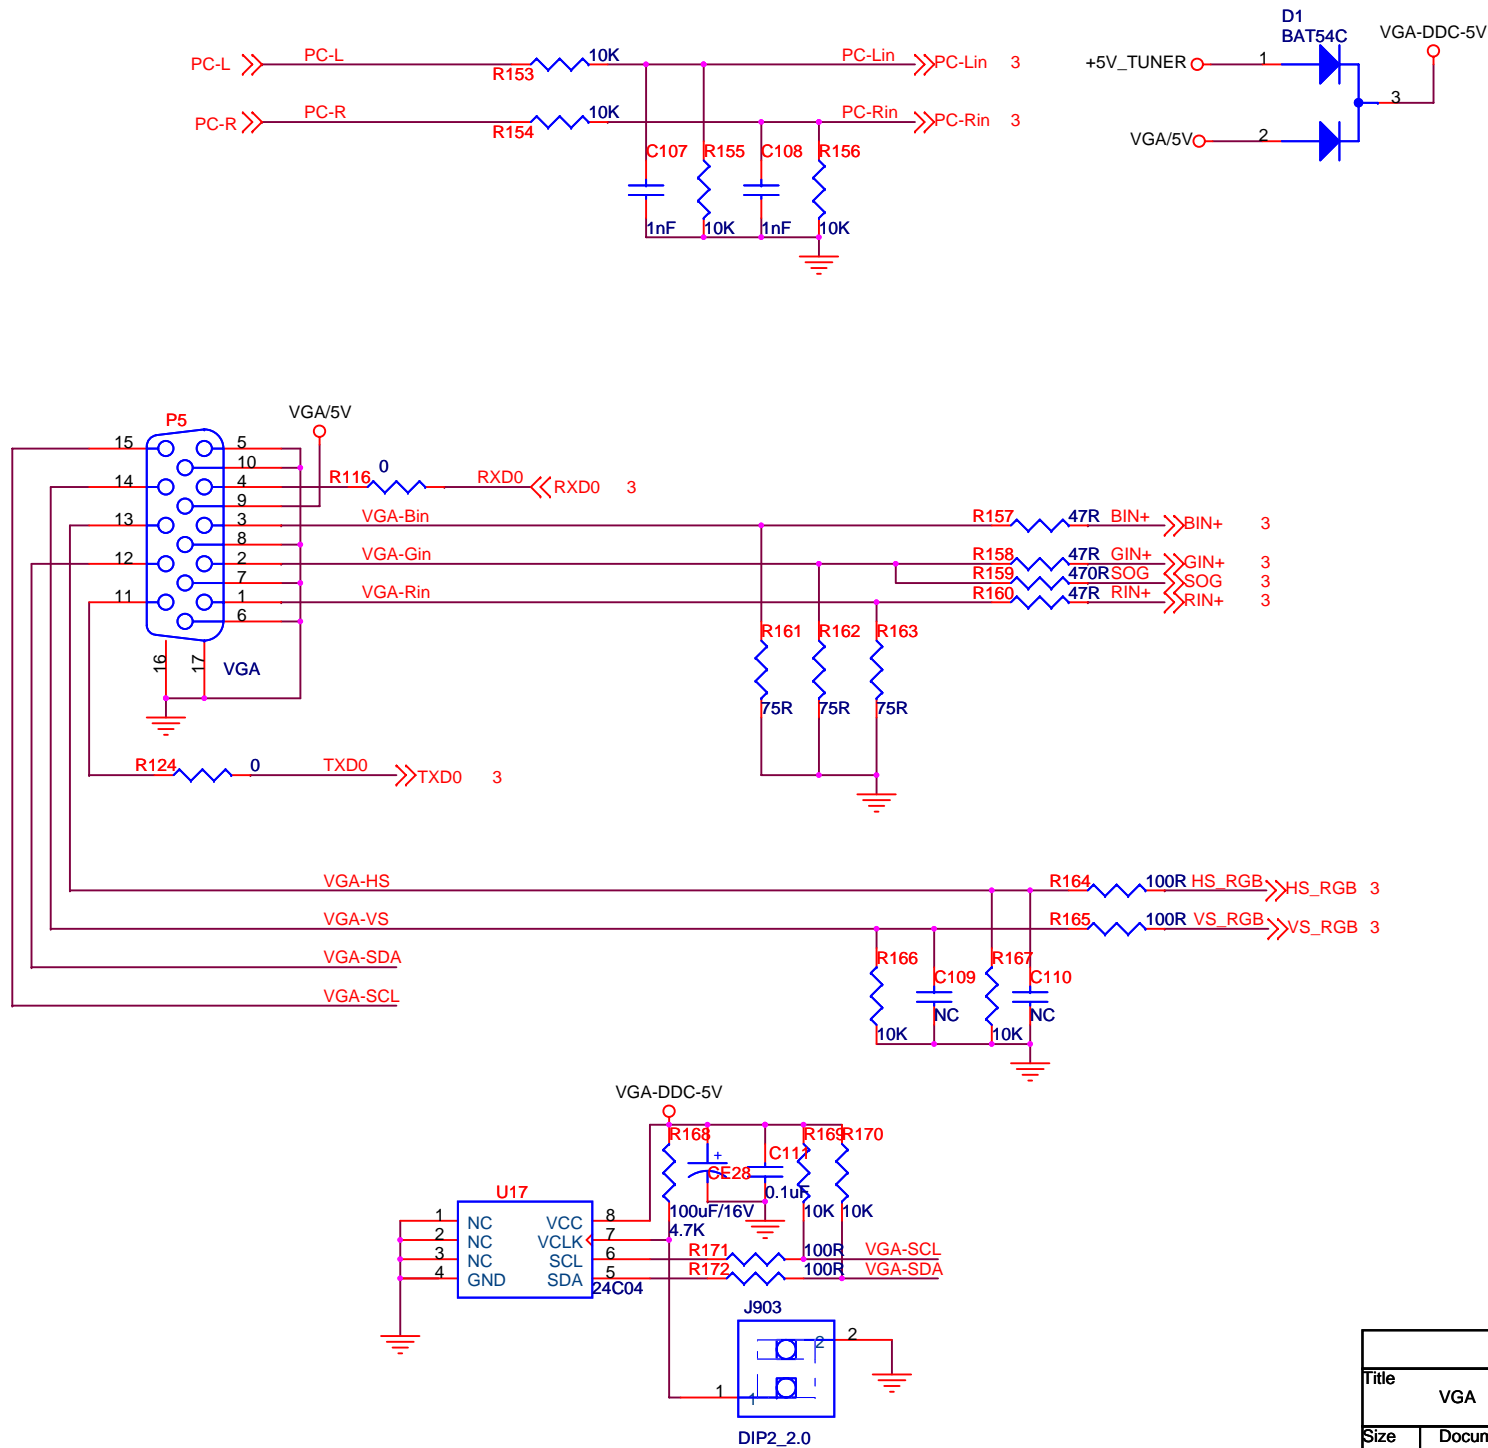 D1
BAT54C
VGA-DDC-5V
PC-L
PC-L
R153
10K
PC-Lin
PC-Lin 3
+5V_TUNER
1
3
PC-R
PC-R
R154
10K
PC-Rin
PC-Rin 3
VGA/5V
2
C107
R155
C108
R156
1nF
10K
1nF
10K
P5
VGA/5V
15
5
10
14
4
9
13
3
8
12
2
7
11
1
6
16
17
VGA
R116
0
RXD0
RXD0 3
VGA-Bin
R157
47R
BIN+
BIN+ 3
VGA-Gin
R158
47R
GIN+
GIN+ 3
R159
470R
SOG
SOG 3
VGA-Rin
R160
47R
RIN+
RIN+ 3
R161
R162
R163
75R
75R
75R
R124
0
TXD0
TXD0 3
VGA-HS
R164
100R
HS_RGB
HS_RGB 3
VGA-VS
R165
100R
VS_RGB
VS_RGB 3
VGA-SDA
VGA-SCL
R166
C109
R167
C110
10K
NC
10K
NC
VGA-DDC-5V
R168
CE28
C111
R169
R170
0.1uF
100uF/16V
4.7K
10K
10K
U17
1
NC
VCC
8
2
NC
VCLK
7
3
NC
SCL
6
4
GND
SDA
5
24C04
R171
100R
VGA-SCL
R172
100R
VGA-SDA
J903
2
2
1
1
DIP2_2.0
Title
VGA
Size
Docum